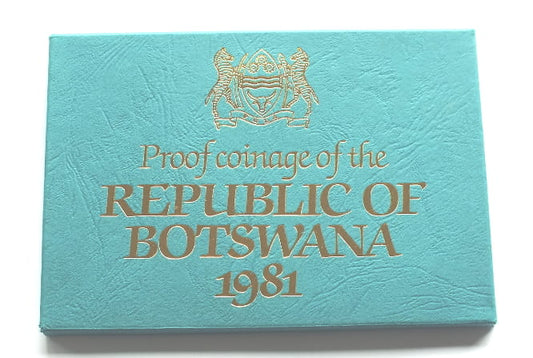 Proof coinage of the
REPUBLIC OF
BOTSWANA
1981